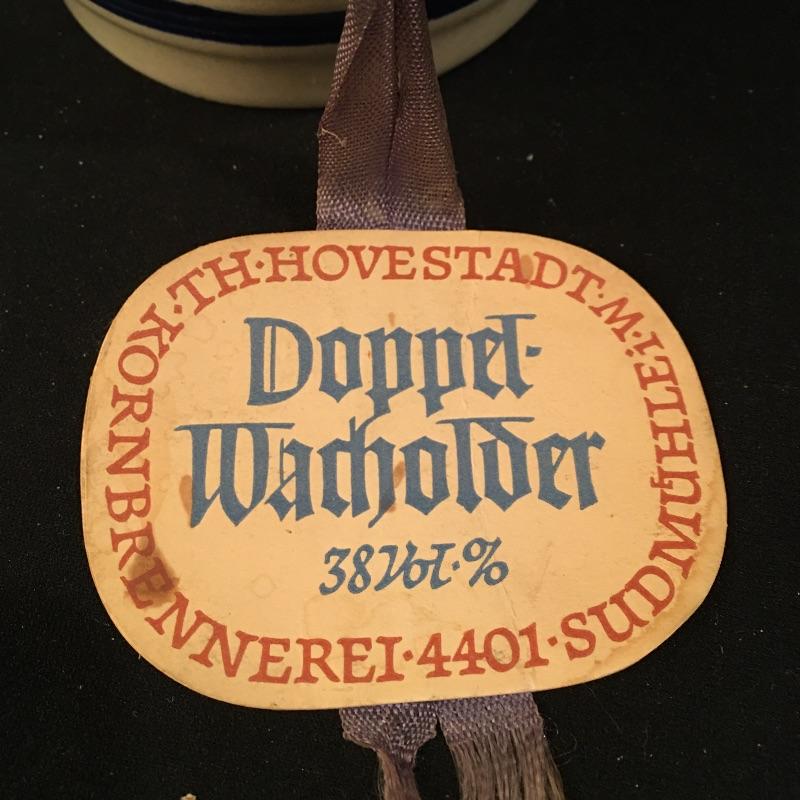 TH·HOVESTADT
Doppel-
Wacholder
38 Vol·%
KORNBRENNEREI·4401·SUDMÜHLE i.W.